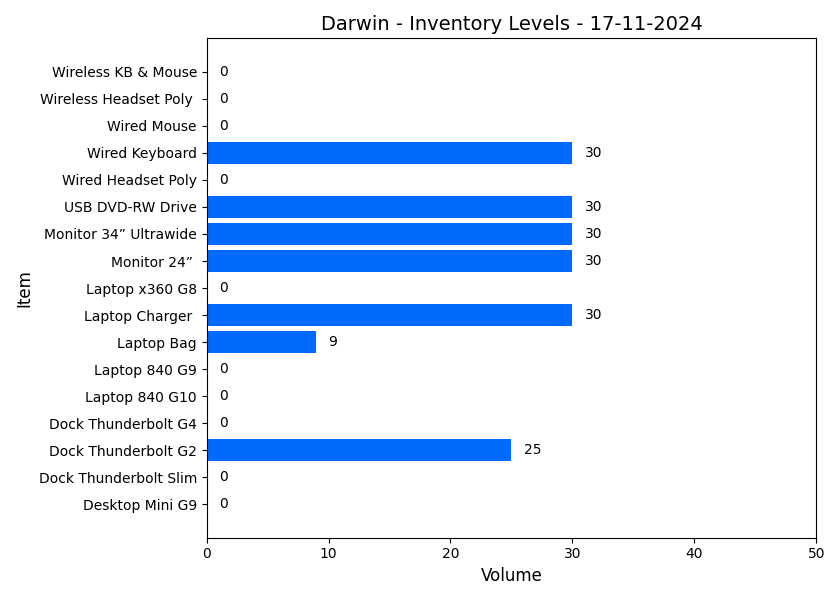 Darwin - Inventory Levels - 17-11-2024
Wireless KB & Mouse 0
Wireless Headset Poly 0
Wired Mouse 0
Wired Keyboard 30
Wired Headset Poly 0
USB DVD-RW Drive 30
Monitor 34” Ultrawide 30
Monitor 24” 30
Laptop x360 G8 0
Laptop Charger 30
Laptop Bag 9
Laptop 840 G9 0
Laptop 840 G10 0
Dock Thunderbolt G4 0
Dock Thunderbolt G2 25
Dock Thunderbolt Slim 0
Desktop Mini G9 0
Item
0 10 20 30 40 50
Volume